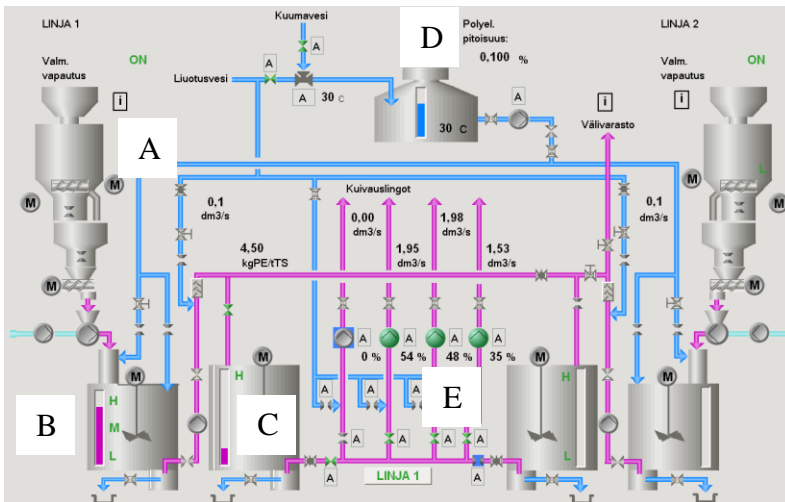 LINJA 1
Valm.
vapautus
ON
i
Kuumavesi
A
Liuotusvesi
A
A
30 C
D
Polyel.
pitoisuus:
0,100 %
A
30 C
i
Välivarasto
LINJA 2
Valm.
vapautus
ON
i
L
A
M
M
M
M
M
M
0,1
dm3/s
Kuivauslingot
0,00
dm3/s
1,98
dm3/s
4,50
kgPE/tTS
1,95
dm3/s
1,53
dm3/s
0,1
dm3/s
A
A
A
A
0 %
54 %
48 %
35 %
M
H
M
L
B
M
H
C
A
A
A
E
M
H
L
M
A
A
A
A
A
LINJA 1
A